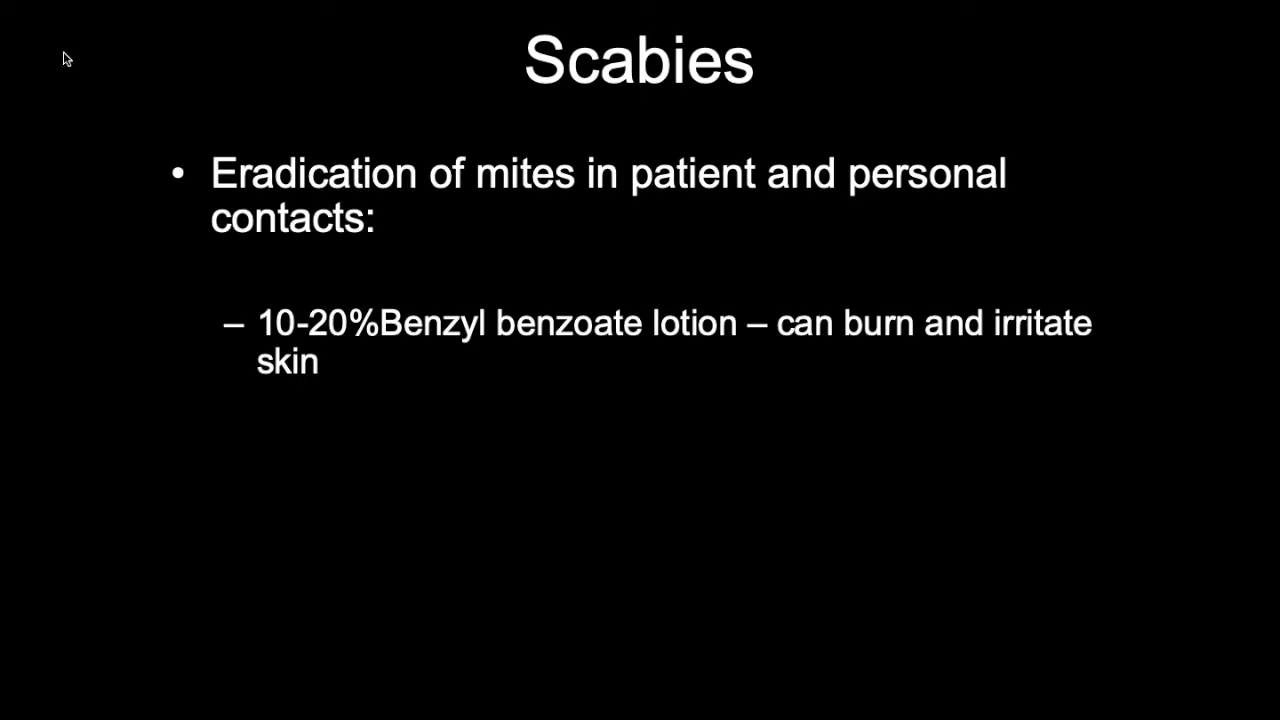 Scabies
• Eradication of mites in patient and personal
contacts:
– 10-20%Benzyl benzoate lotion – can burn and irritate
skin